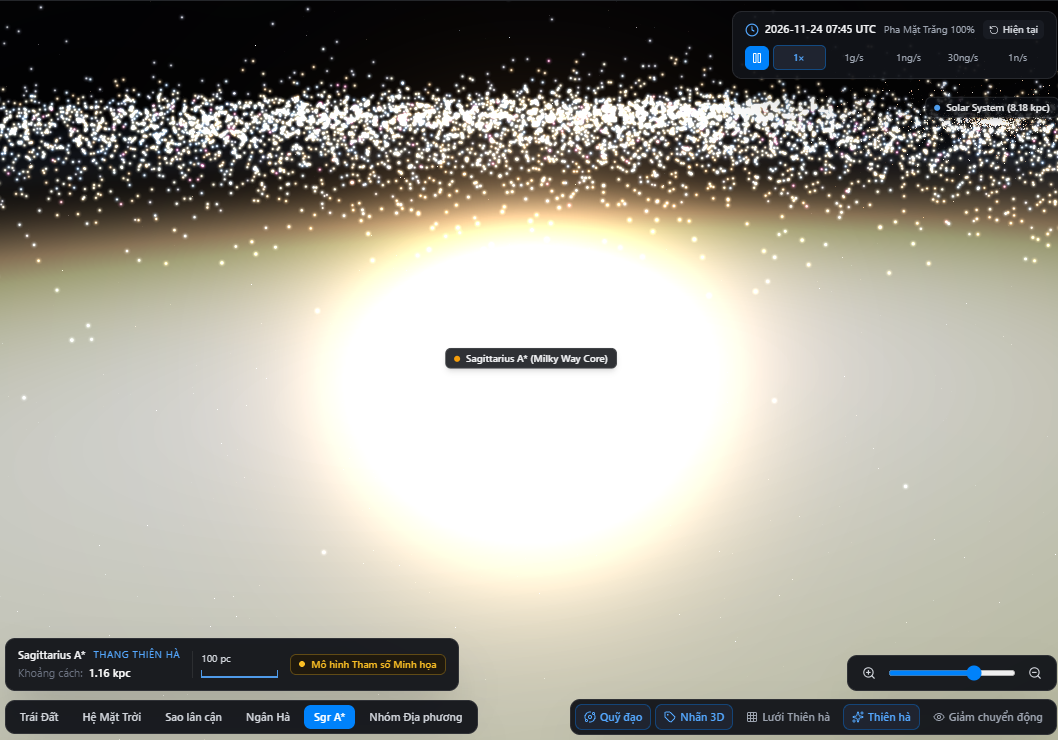 2026-11-24 07:45 UTC Pha Mặt Trăng 100% Hiện tại
1× 1g/s 1ng/s 30ng/s 1n/s
Solar System (8.18 kpc)
Sagittarius A* (Milky Way Core)
Sagittarius A* THANG THIÊN HÀ
Khoảng cách: 1.16 kpc
100 pc
Mô hình Tham số Minh họa
Trái Đất Hệ Mặt Trời Sao lân cận Ngân Hà Sgr A* Nhóm Địa phương
Quỹ đạo Nhãn 3D Lưới Thiên hà Thiên hà Giảm chuyển động